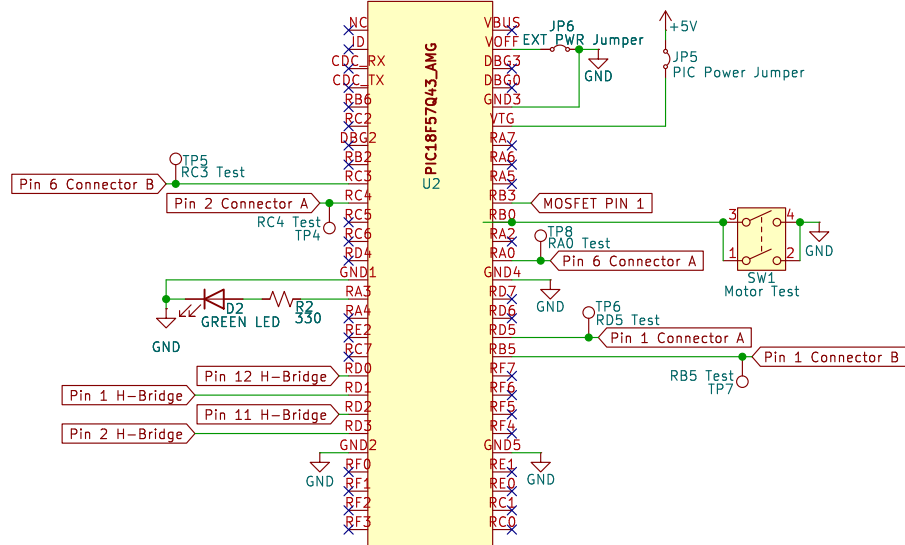 NC
ID
CDC_RX
CDC_TX
RB6
RC2
DBG2
RB2
RC3
RC4
RC5
RC6
RD4
GND1
RA3
RA4
RE2
RC7
RD0
RD1
RD2
RD3
GND2
RF0
RF1
RF2
RF3
PIC18F57Q43_AMG
U2
VBUS
VOFF
DBG3
DBG0
GND3
VTG
RA7
RA6
RA5
RB3
RB0
RA2
RA0
GND4
RD7
RD6
RD5
RB5
RF7
RF6
RF5
RF4
GND5
RE1
RE0
RC1
RC0
TP5
RC3 Test
Pin 6 Connector B
Pin 2 Connector A
RC4 Test
TP4
D2
GREEN LED
R2
330
GND
Pin 12 H-Bridge
Pin 1 H-Bridge
Pin 11 H-Bridge
Pin 2 H-Bridge
GND
JP6
EXT PWR Jumper
GND
+5V
JP5
PIC Power Jumper
MOSFET PIN 1
TP8
RA0 Test
Pin 6 Connector A
3
4
1
2
SW1
Motor Test
GND
GND
TP6
RD5 Test
Pin 1 Connector A
Pin 1 Connector B
RB5 Test
TP7
GND